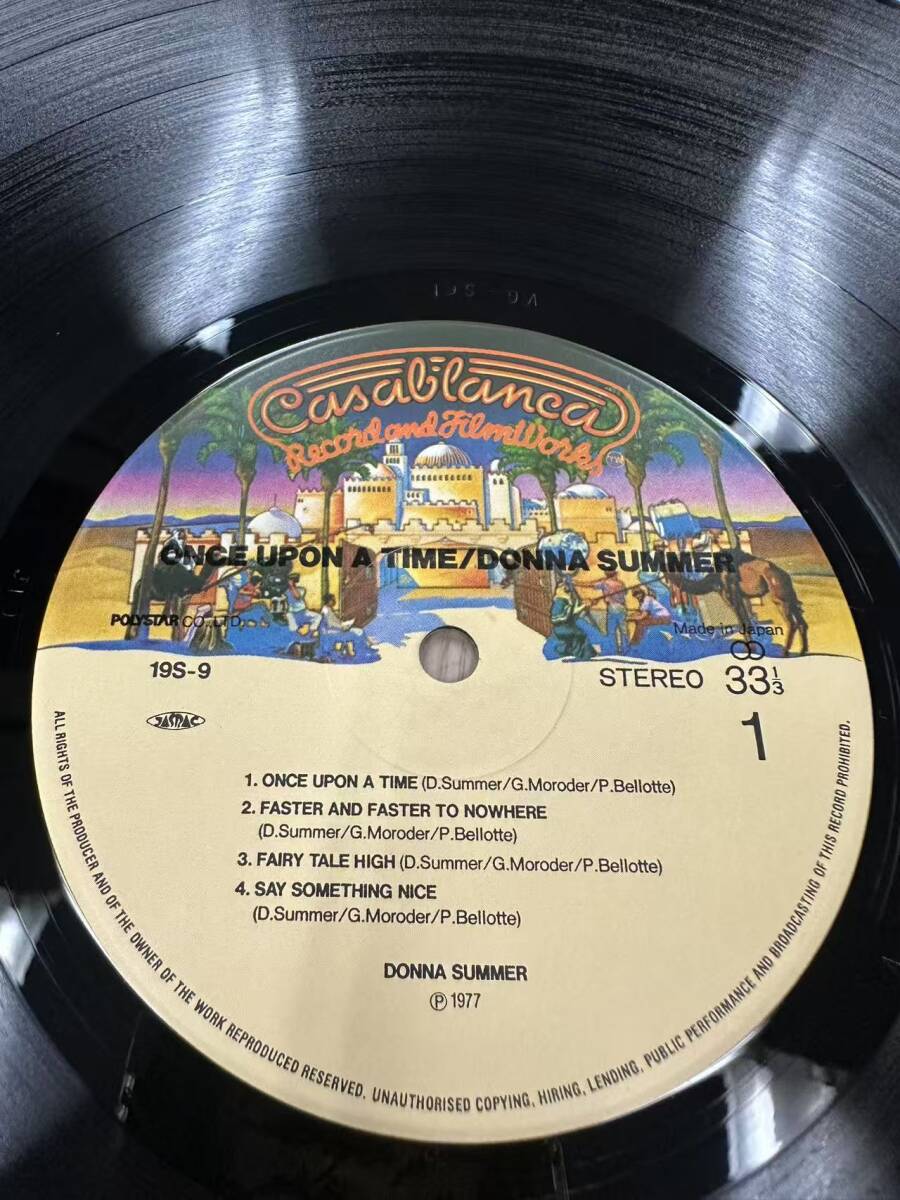 Casablanca
Record and FilmWorks
TM
ONCE UPON A TIME/DONNA SUMMER
POLYSTAR CO., LTD.
Made in Japan
19S-9
STEREO 33⅓
JASRAC
1
1. ONCE UPON A TIME (D.Summer/G.Moroder/P.Bellotte)
2. FASTER AND FASTER TO NOWHERE
(D.Summer/G.Moroder/P.Bellotte)
3. FAIRY TALE HIGH (D.Summer/G.Moroder/P.Bellotte)
4. SAY SOMETHING NICE
(D.Summer/G.Moroder/P.Bellotte)
DONNA SUMMER
Ⓟ 1977
ALL RIGHTS OF THE PRODUCER AND OF THE OWNER OF THE WORK REPRODUCED RESERVED. UNAUTHORISED COPYING, HIRING, LENDING, PUBLIC PERFORMANCE AND BROADCASTING OF THIS RECORD PROHIBITED.